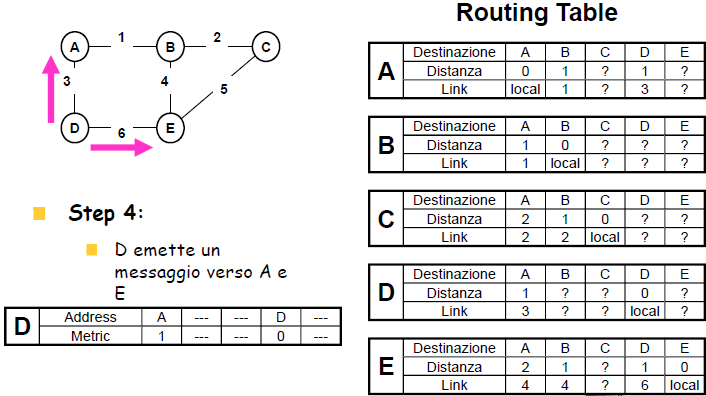 Routing Table
A 1 B 2 C
3 4 5
D 6 E
Step 4:
D emette un
messaggio verso A e
E
D
Address A --- --- D ---
Metric 1 --- --- 0 ---
A
Destinazione A B C D E
Distanza 0 1 ? 1 ?
Link local 1 ? 3 ?
B
Destinazione A B C D E
Distanza 1 0 ? ? ?
Link 1 local ? ? ?
C
Destinazione A B C D E
Distanza 2 1 0 ? ?
Link 2 2 local ? ?
D
Destinazione A B C D E
Distanza 1 ? ? 0 ?
Link 3 ? ? local ?
E
Destinazione A B C D E
Distanza 2 1 ? 1 0
Link 4 4 ? 6 local